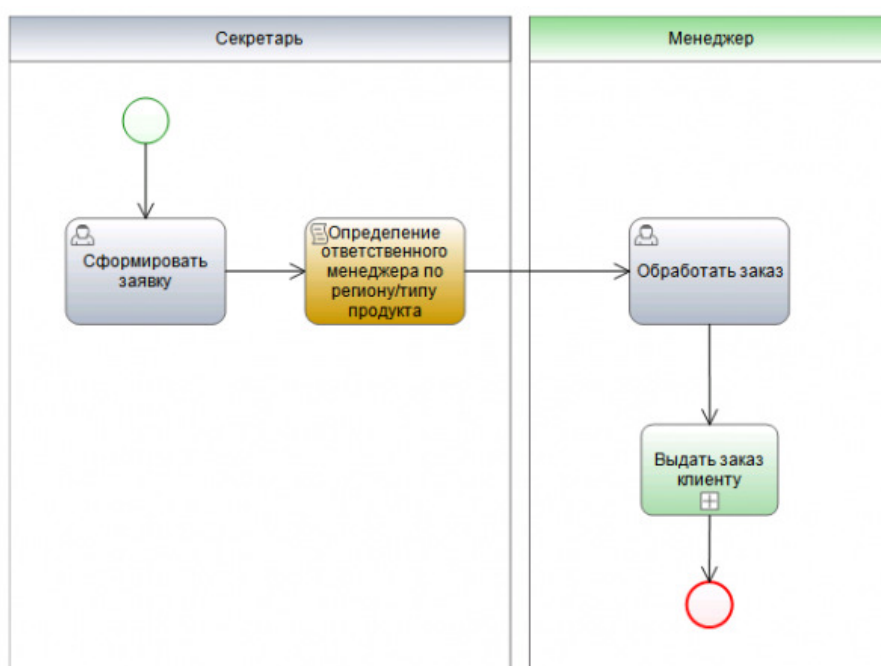 Секретарь
Менеджер
Сформировать
заявку
Определение
ответственного
менеджера по
региону/типу
продукта
Обработать заказ
Выдать заказ
клиенту